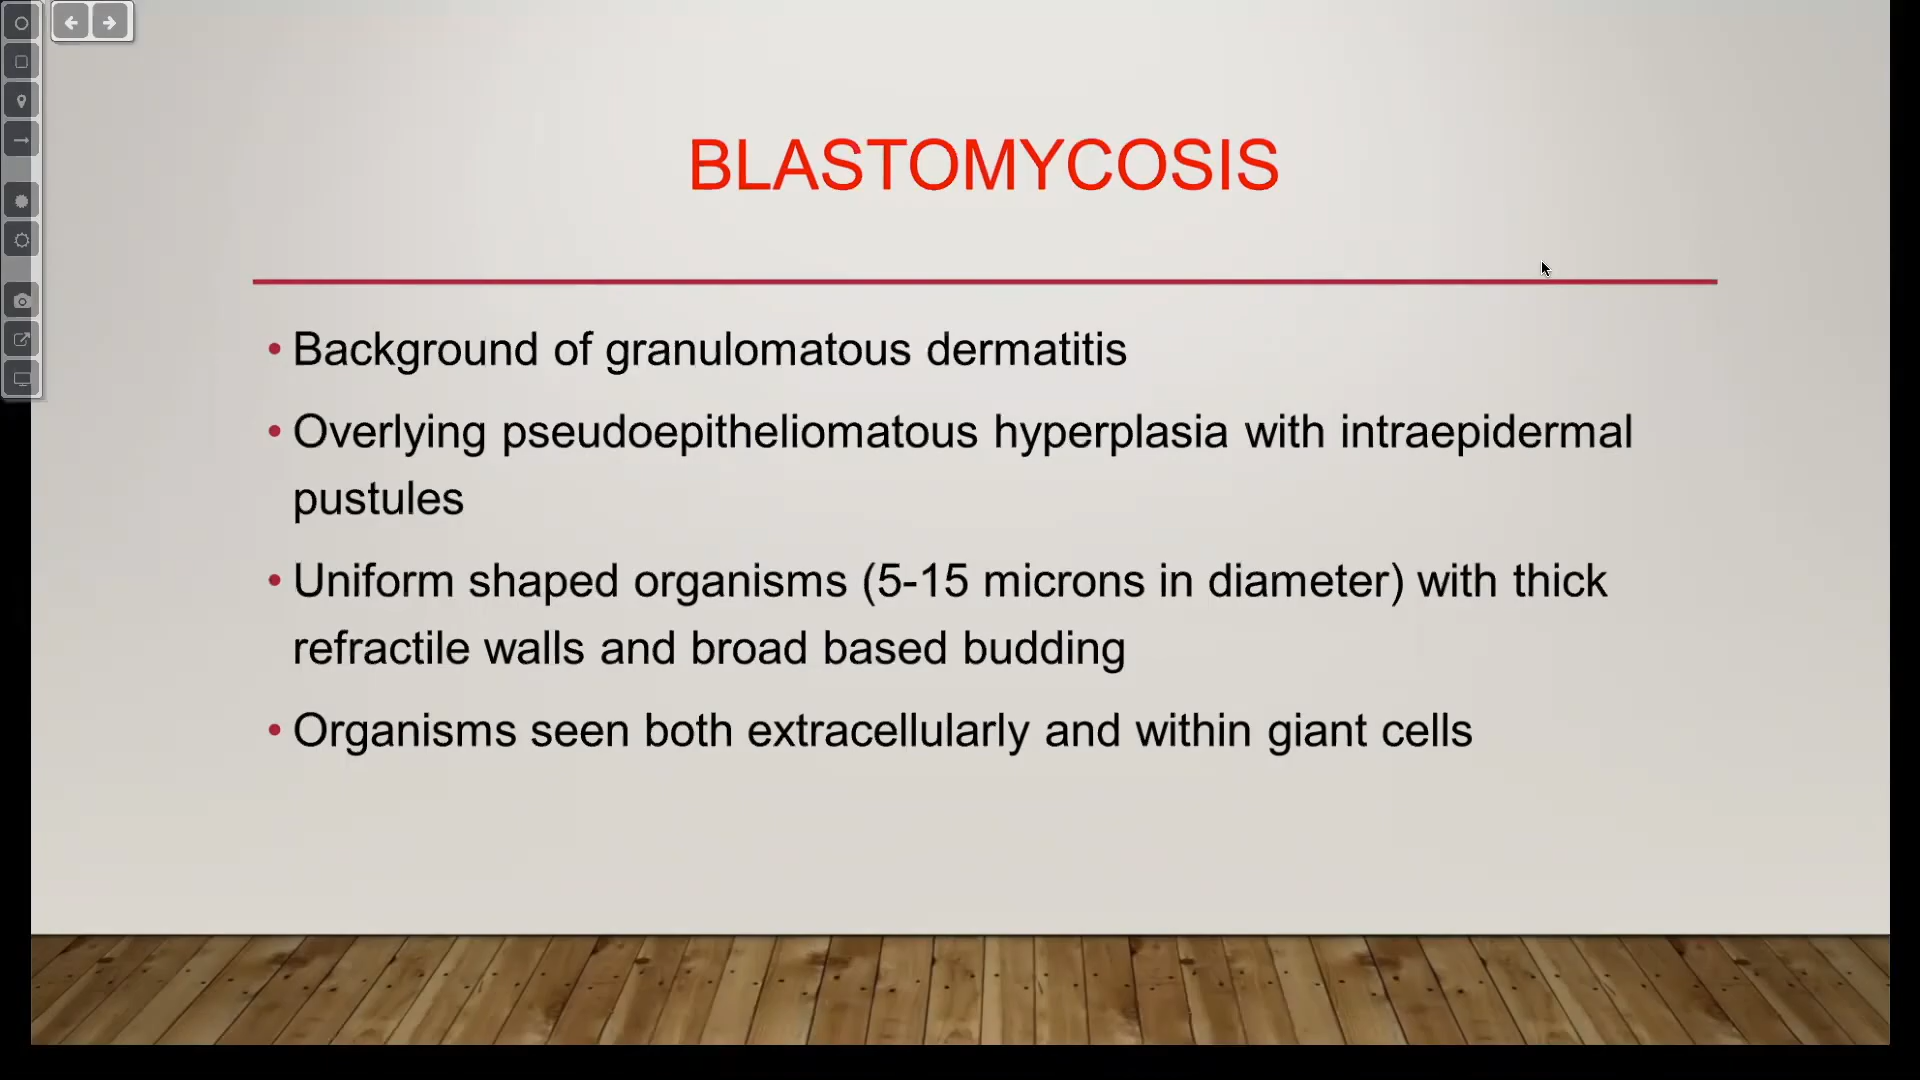 BLASTOMYCOSIS
• Background of granulomatous dermatitis
• Overlying pseudoepitheliomatous hyperplasia with intraepidermal
pustules
• Uniform shaped organisms (5-15 microns in diameter) with thick
refractile walls and broad based budding
• Organisms seen both extracellularly and within giant cells